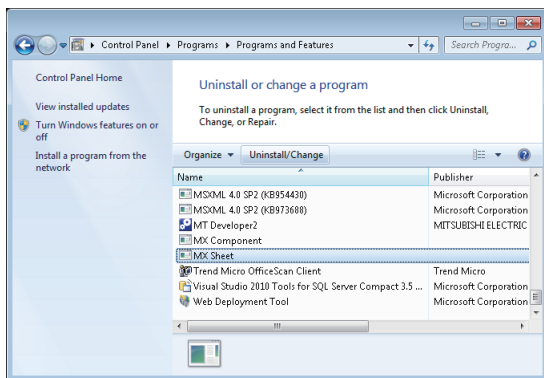 Control Panel ▸ Programs ▸ Programs and Features
Search Progra...
Control Panel Home
View installed updates
Turn Windows features on or
off
Install a program from the
network
Uninstall or change a program
To uninstall a program, select it from the list and then click Uninstall,
Change, or Repair.
Organize Uninstall/Change
Name Publisher
MSXML 4.0 SP2 (KB954430) Microsoft Corporation
MSXML 4.0 SP2 (KB973688) Microsoft Corporation
MT Developer2 MITSUBISHI ELECTRIC
MX Component
MX Sheet
Trend Micro OfficeScan Client Trend Micro
Visual Studio 2010 Tools for SQL Server Compact 3.5 ... Microsoft Corporation
Web Deployment Tool Microsoft Corporation